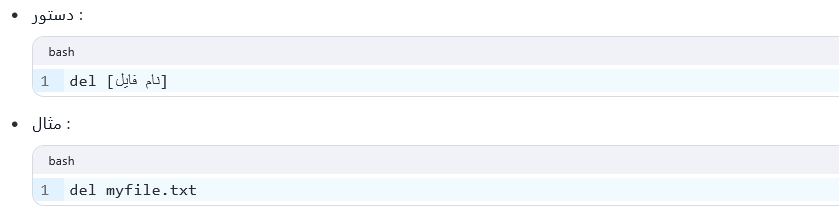 • دستور :
bash
1 del [نام فایل]
• مثال :
bash
1 del myfile.txt